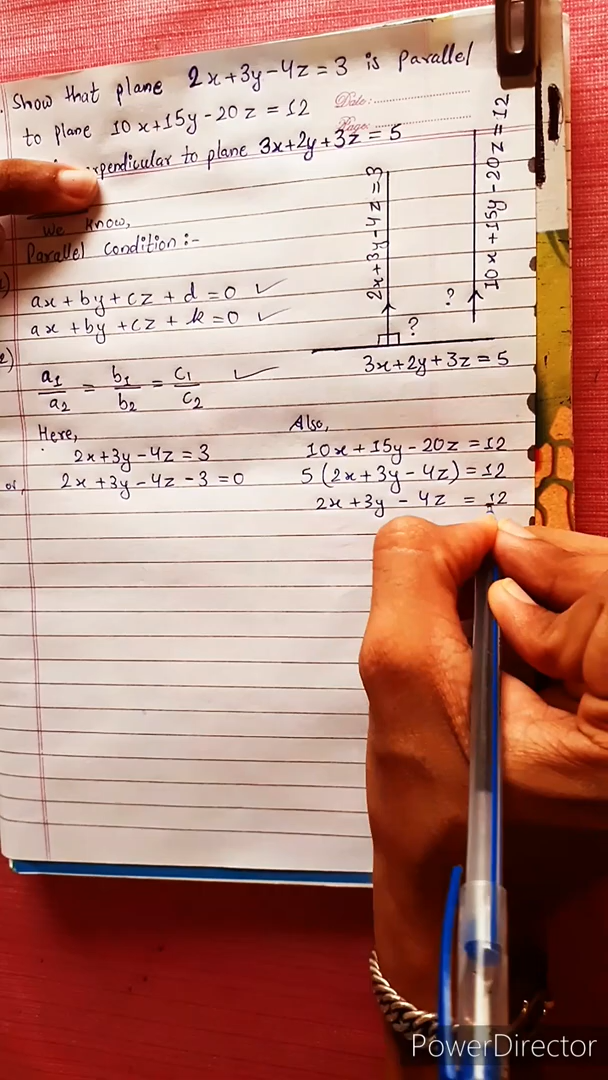 Show that plane 2x+3y-4z=3 is parallel
to plane 10x+15y-20z=12
Date:
Page:
rpendicular to plane 3x+2y+3z=5
We know,
Parallel condition:-
1)
ax+by+cz+d=0 ✓
ax+by+cz+k=0 ✓
2)
a₁/a₂ = b₁/b₂ = c₁/c₂ ✓
2x+3y-4z=3
10x+15y-20z=12
?
?
3x+2y+3z=5
Here,
2x+3y-4z=3
or, 2x+3y-4z-3=0
Also,
10x+15y-20z=12
5(2x+3y-4z)=12
2x+3y-4z = 12
PowerDirector